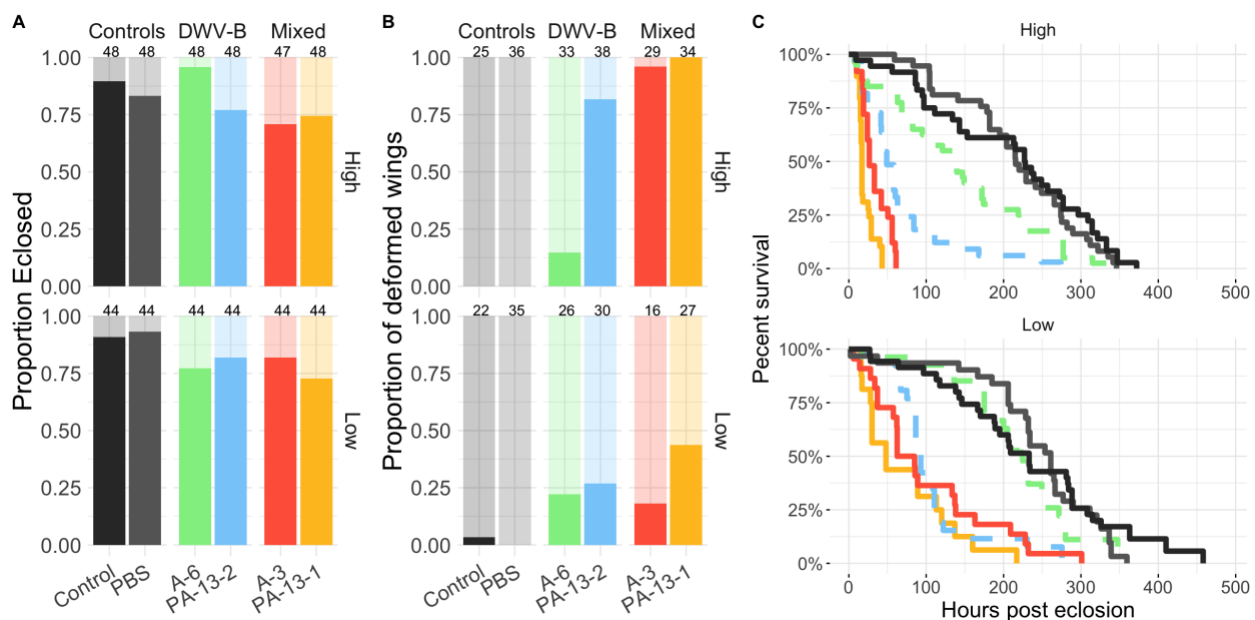 A
Controls DWV-B Mixed
48 48 48 48 47 48
1.00
0.75
0.50
0.25
0.00
High
44 44 44 44 44 44
1.00
0.75
0.50
0.25
0.00
Low
Proportion Eclosed
Control PBS A-6 PA-13-2 A-3 PA-13-1
B
Controls DWV-B Mixed
25 36 33 38 29 34
1.00
0.75
0.50
0.25
0.00
High
22 35 26 30 16 27
1.00
0.75
0.50
0.25
0.00
Low
Proportion of deformed wings
Control PBS A-6 PA-13-2 A-3 PA-13-1
C
High
100%
75%
50%
25%
0%
0 100 200 300 400 500
Low
100%
75%
50%
25%
0%
0 100 200 300 400 500
Pecent survival
Hours post eclosion